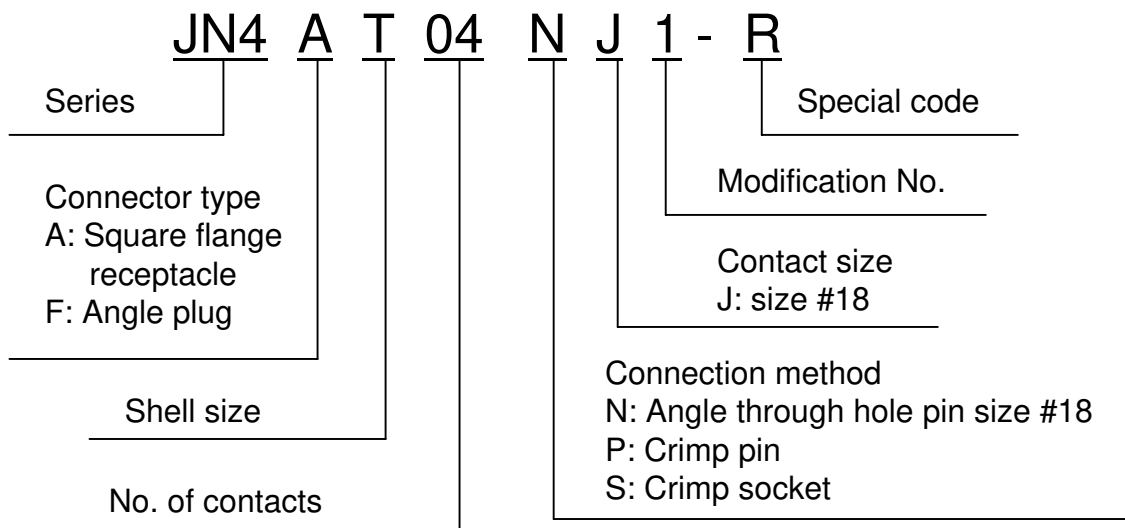 JN4 A T 04 N J 1 - R
Series
Special code
Connector type
A: Square flange
receptacle
F: Angle plug
Modification No.
Contact size
J: size #18
Shell size
Connection method
N: Angle through hole pin size #18
P: Crimp pin
S: Crimp socket
No. of contacts